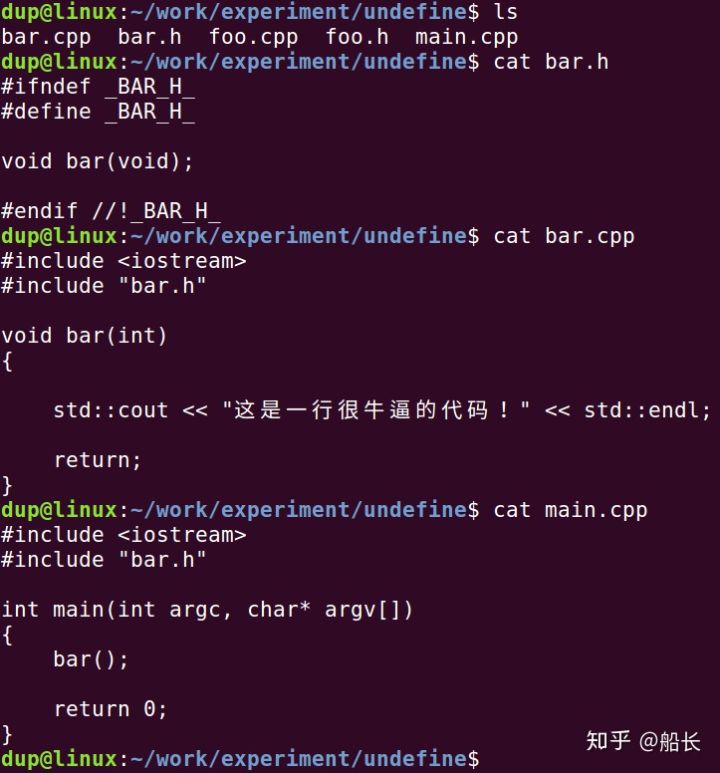 dup@linux:~/work/experiment/undefine$ ls
bar.cpp  bar.h  foo.cpp  foo.h  main.cpp
dup@linux:~/work/experiment/undefine$ cat bar.h
#ifndef _BAR_H_
#define _BAR_H_

void bar(void);

#endif //!_BAR_H_
dup@linux:~/work/experiment/undefine$ cat bar.cpp
#include <iostream>
#include "bar.h"

void bar(int)
{

    std::cout << "这是一行很牛逼的代码！" << std::endl;

    return;
}
dup@linux:~/work/experiment/undefine$ cat main.cpp
#include <iostream>
#include "bar.h"

int main(int argc, char* argv[])
{
    bar();

    return 0;
}
知乎 @船长
dup@linux:~/work/experiment/undefine$